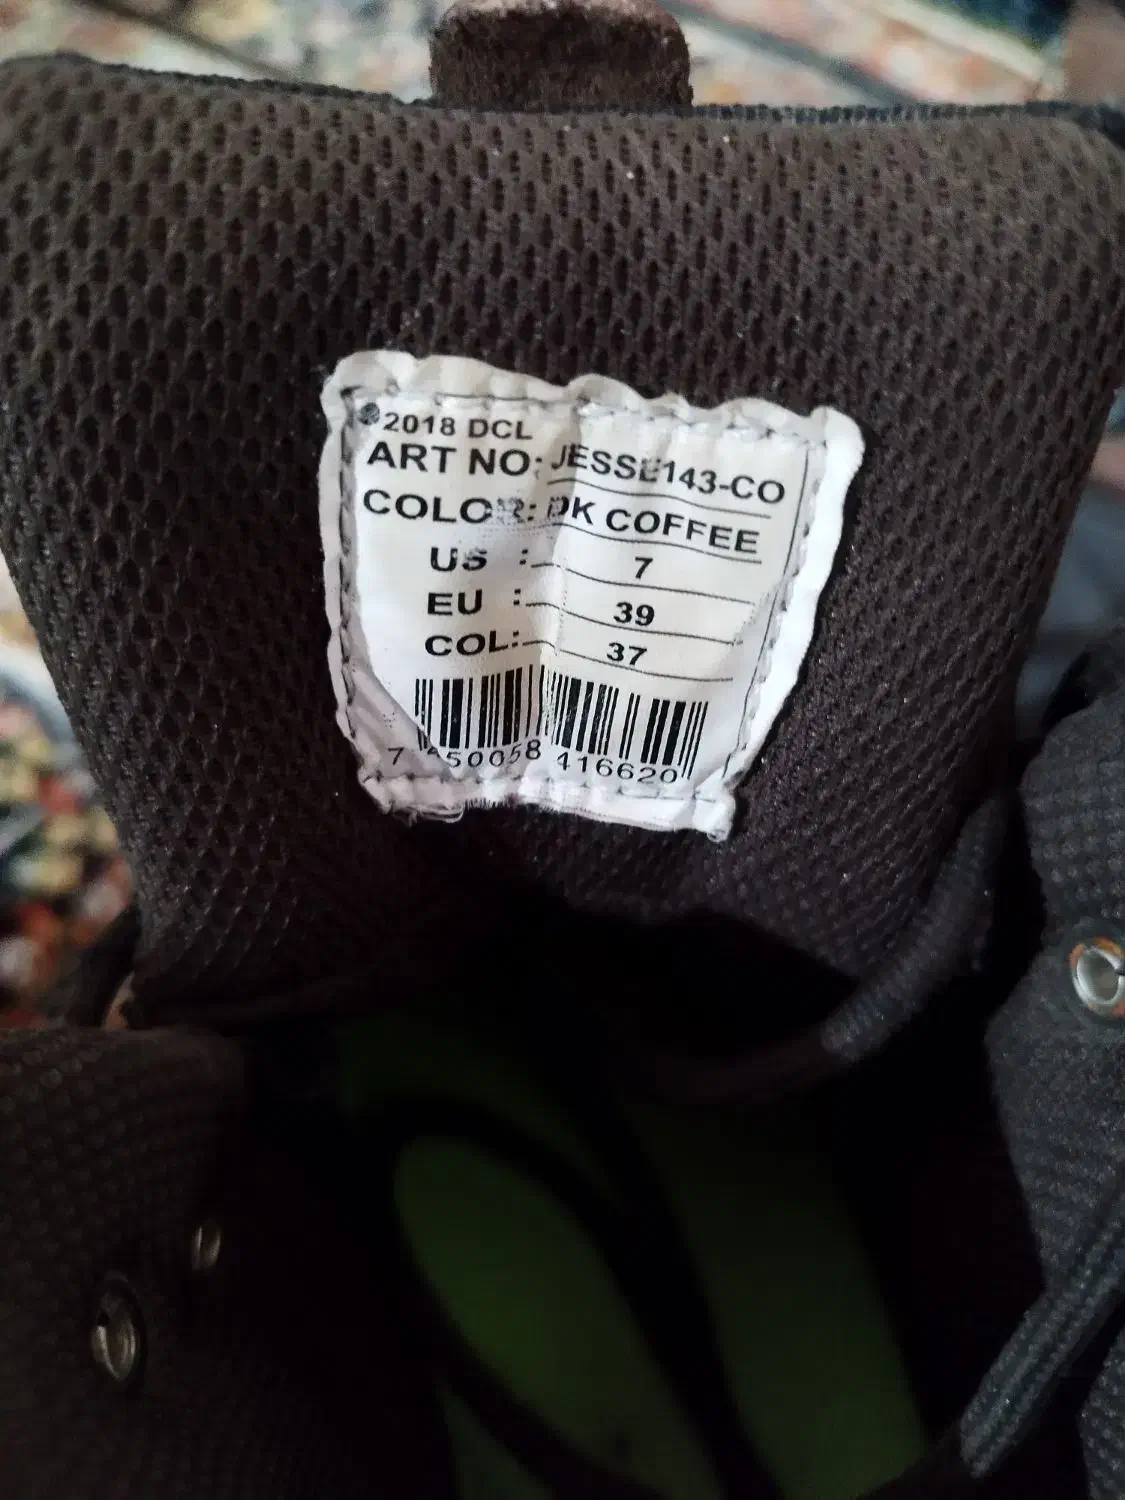 ©2018 DCL
ART NO: JESSE143-CO
COLOR: DK COFFEE
US : 7
EU : 39
COL: 37
7 450058 416620